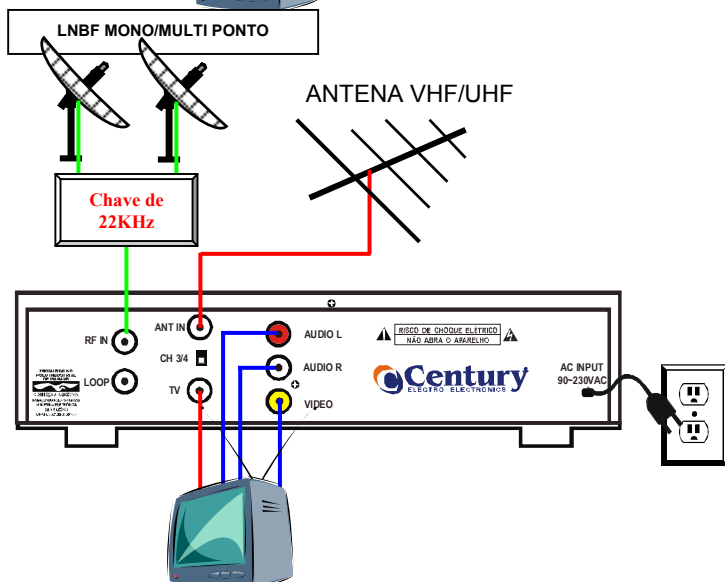 LNBF MONO/MULTI PONTO
ANTENA VHF/UHF
Chave de
22KHz
RF IN
LOOP
ANT IN
CH 3/4
TV
AUDIO L
AUDIO R
VIDEO
RISCO DE CHOQUE ELÉTRICO
NÃO ABRA O APARELHO
Century
ELECTRO ELECTRONICS
AC INPUT
90~230VAC